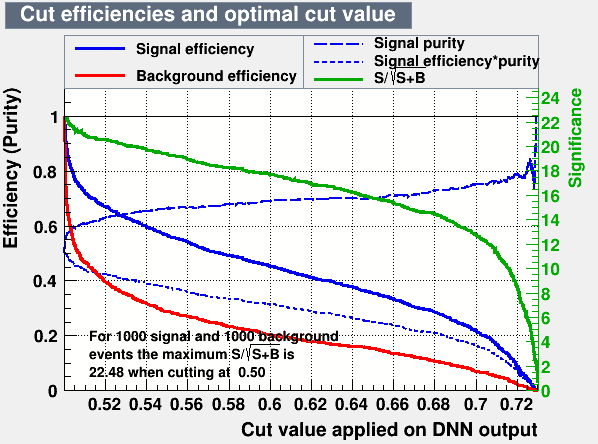 Cut efficiencies and optimal cut value
Signal efficiency
Background efficiency
Signal purity
Signal efficiency*purity
S/√S+B
Efficiency (Purity)
1
0.8
0.6
0.4
0.2
0
For 1000 signal and 1000 background
events the maximum S/√S+B is
22.48 when cutting at 0.50
24
22
20
18
16
14
12
10
8
6
4
2
0
Significance
0.52 0.54 0.56 0.58 0.6 0.62 0.64 0.66 0.68 0.7 0.72
Cut value applied on DNN output